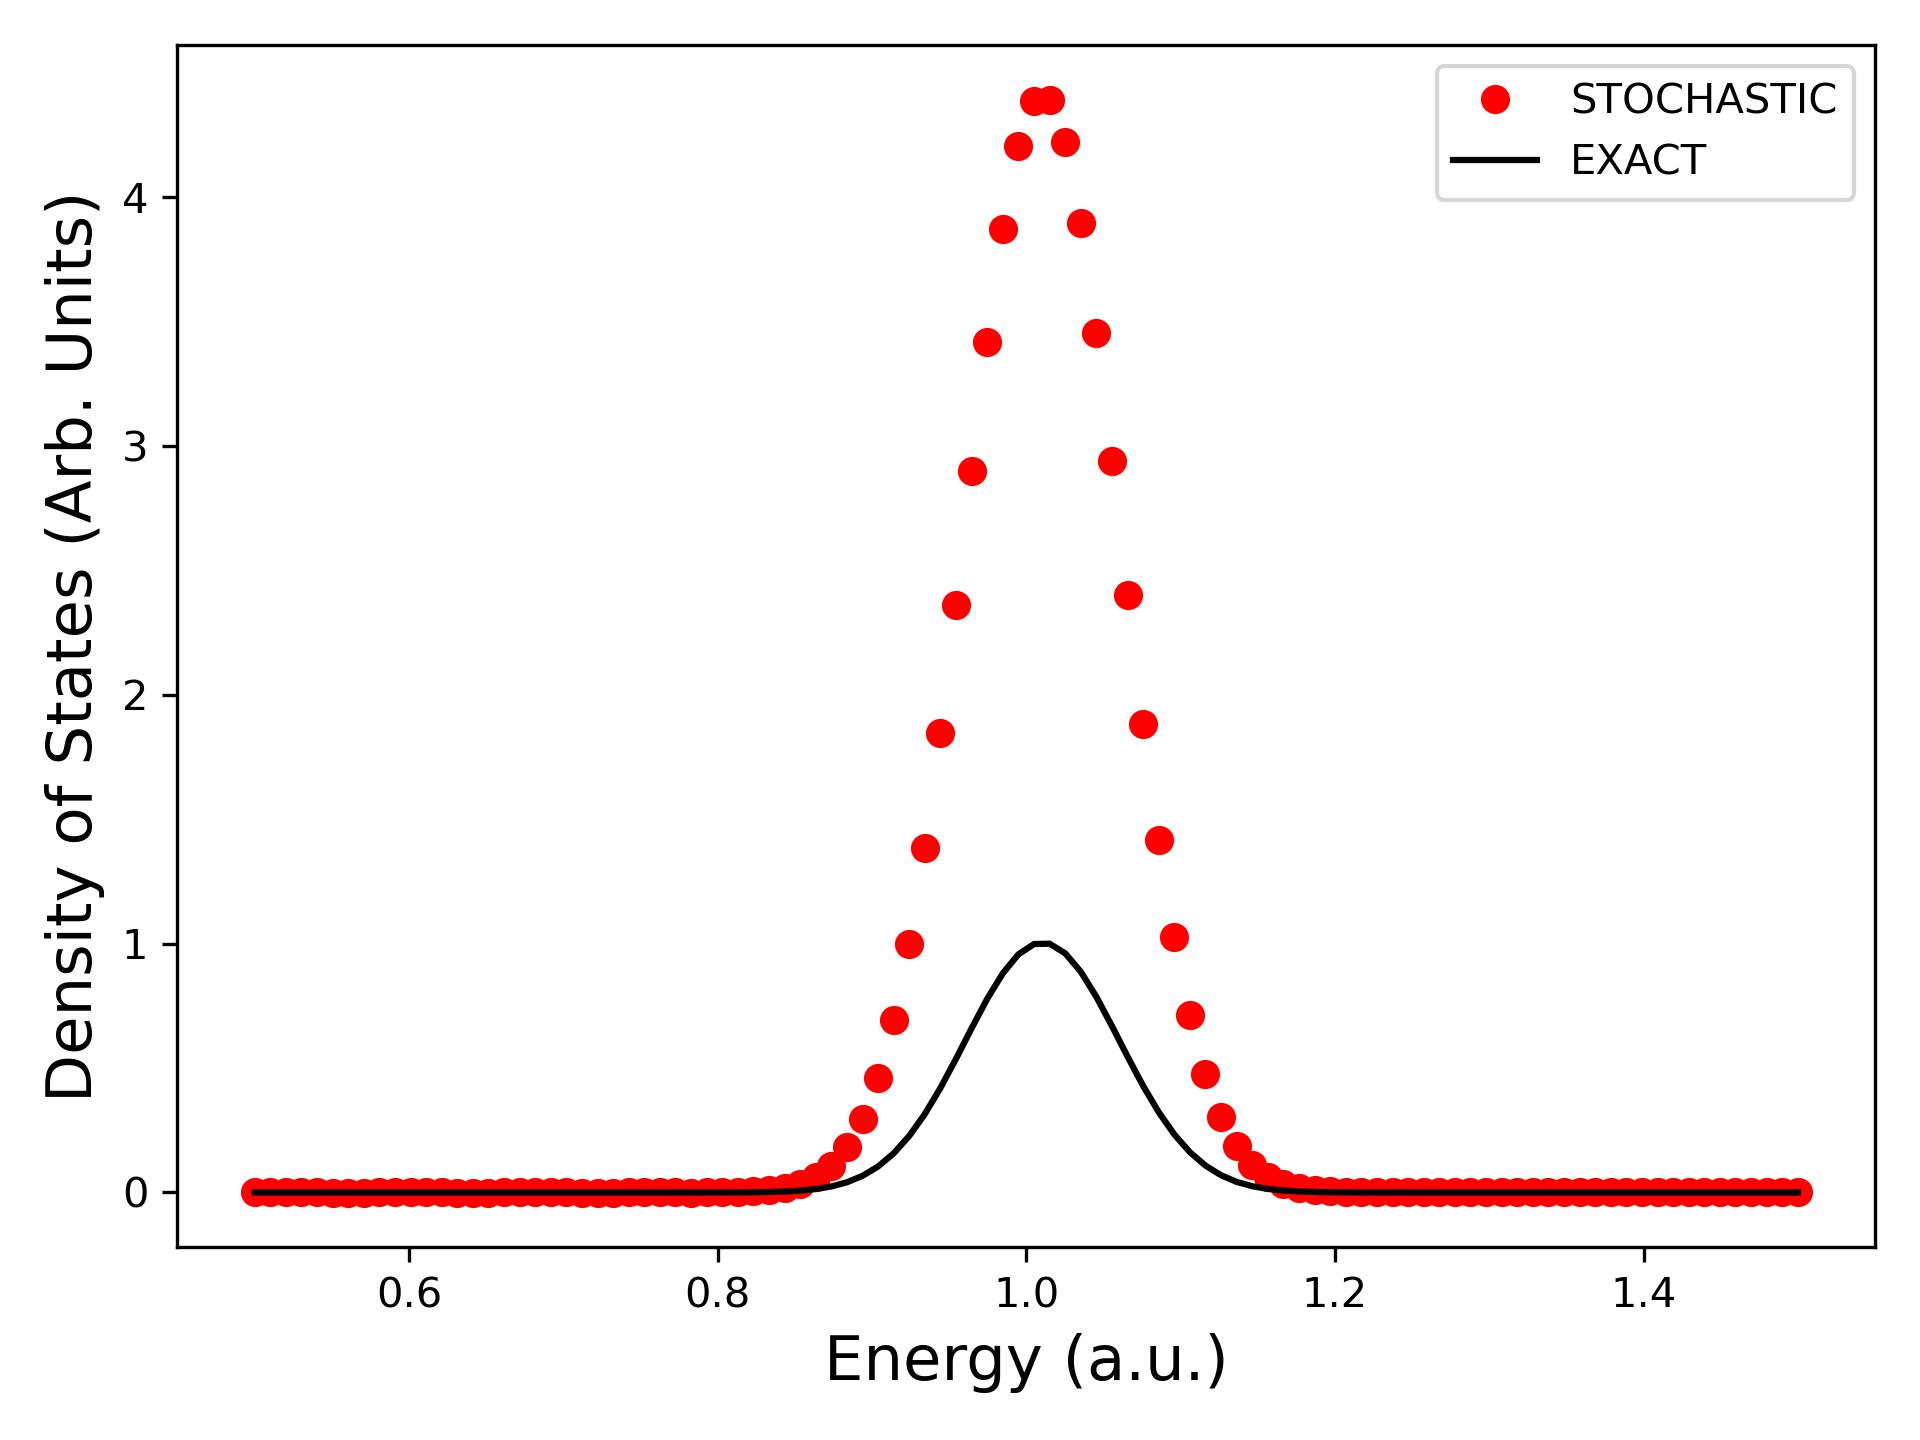 STOCHASTIC
EXACT
Density of States (Arb. Units)
4
3
2
1
0
0.6 0.8 1.0 1.2 1.4
Energy (a.u.)